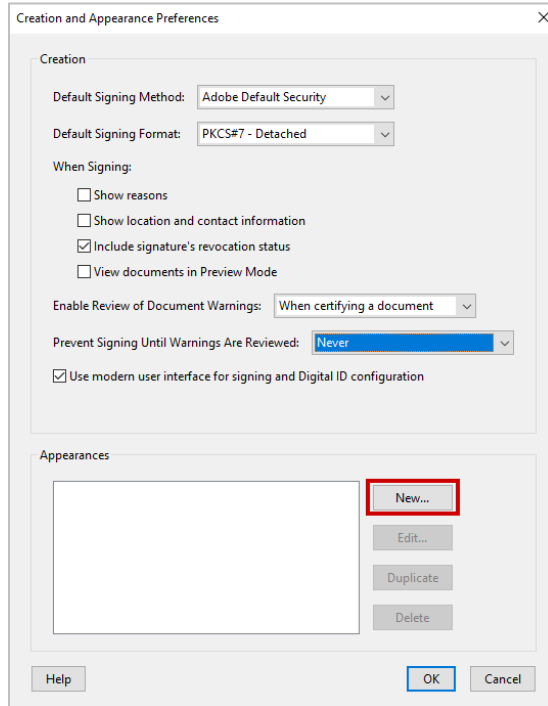 Creation and Appearance Preferences
Creation
Default Signing Method: Adobe Default Security
Default Signing Format: PKCS#7 - Detached
When Signing:
Show reasons
Show location and contact information
Include signature's revocation status
View documents in Preview Mode
Enable Review of Document Warnings: When certifying a document
Prevent Signing Until Warnings Are Reviewed: Never
Use modern user interface for signing and Digital ID configuration
Appearances
New...
Edit...
Duplicate
Delete
Help OK Cancel